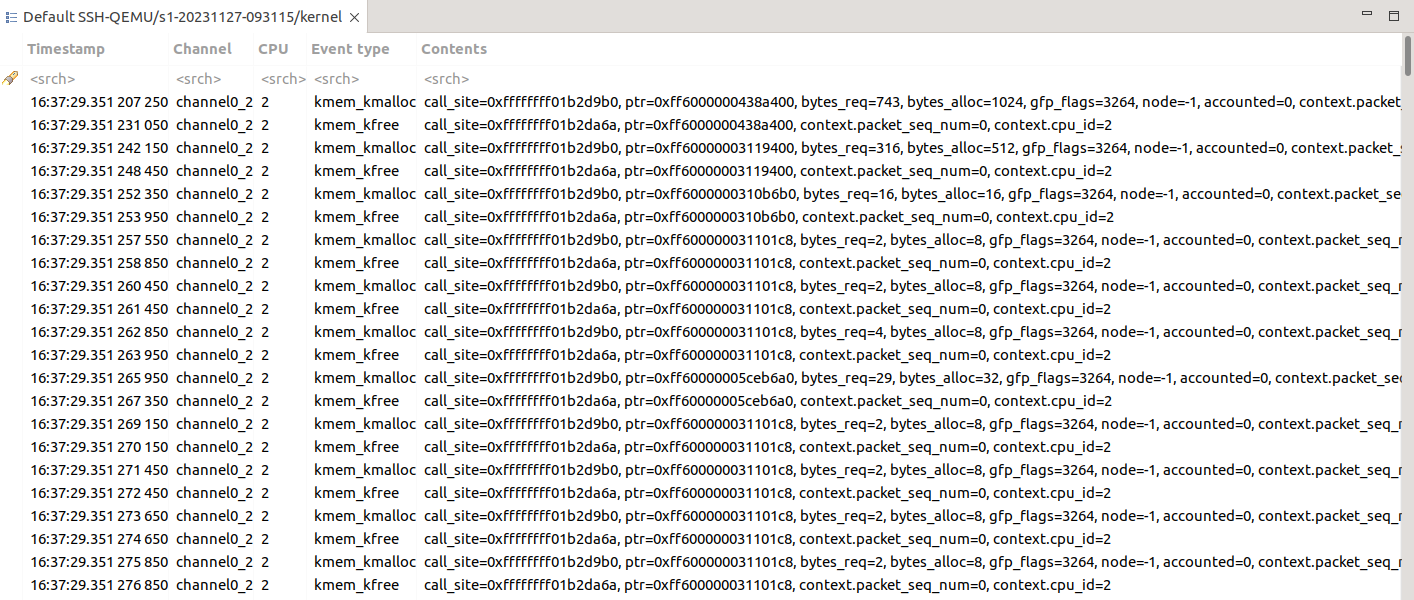 Default SSH-QEMU/s1-20231127-093115/kernel
Timestamp Channel CPU Event type Contents
<srch> <srch> <srch> <srch> <srch>
16:37:29.351 207 250 channel0_2 2 kmem_kmalloc call_site=0xffffffff01b2d9b0, ptr=0xff6000000438a400, bytes_req=743, bytes_alloc=1024, gfp_flags=3264, node=-1, accounted=0, context.packet
16:37:29.351 231 050 channel0_2 2 kmem_kfree call_site=0xffffffff01b2da6a, ptr=0xff6000000438a400, context.packet_seq_num=0, context.cpu_id=2
16:37:29.351 242 150 channel0_2 2 kmem_kmalloc call_site=0xffffffff01b2d9b0, ptr=0xff60000003119400, bytes_req=316, bytes_alloc=512, gfp_flags=3264, node=-1, accounted=0, context.packet_
16:37:29.351 248 450 channel0_2 2 kmem_kfree call_site=0xffffffff01b2da6a, ptr=0xff60000003119400, context.packet_seq_num=0, context.cpu_id=2
16:37:29.351 252 350 channel0_2 2 kmem_kmalloc call_site=0xffffffff01b2d9b0, ptr=0xff6000000310b6b0, bytes_req=16, bytes_alloc=16, gfp_flags=3264, node=-1, accounted=0, context.packet_se
16:37:29.351 253 950 channel0_2 2 kmem_kfree call_site=0xffffffff01b2da6a, ptr=0xff6000000310b6b0, context.packet_seq_num=0, context.cpu_id=2
16:37:29.351 257 550 channel0_2 2 kmem_kmalloc call_site=0xffffffff01b2d9b0, ptr=0xff600000031101c8, bytes_req=2, bytes_alloc=8, gfp_flags=3264, node=-1, accounted=0, context.packet_seq_
16:37:29.351 258 850 channel0_2 2 kmem_kfree call_site=0xffffffff01b2da6a, ptr=0xff600000031101c8, context.packet_seq_num=0, context.cpu_id=2
16:37:29.351 260 450 channel0_2 2 kmem_kmalloc call_site=0xffffffff01b2d9b0, ptr=0xff600000031101c8, bytes_req=2, bytes_alloc=8, gfp_flags=3264, node=-1, accounted=0, context.packet_seq_
16:37:29.351 261 450 channel0_2 2 kmem_kfree call_site=0xffffffff01b2da6a, ptr=0xff600000031101c8, context.packet_seq_num=0, context.cpu_id=2
16:37:29.351 262 850 channel0_2 2 kmem_kmalloc call_site=0xffffffff01b2d9b0, ptr=0xff600000031101c8, bytes_req=4, bytes_alloc=8, gfp_flags=3264, node=-1, accounted=0, context.packet_seq_
16:37:29.351 263 950 channel0_2 2 kmem_kfree call_site=0xffffffff01b2da6a, ptr=0xff600000031101c8, context.packet_seq_num=0, context.cpu_id=2
16:37:29.351 265 950 channel0_2 2 kmem_kmalloc call_site=0xffffffff01b2d9b0, ptr=0xff60000005ceb6a0, bytes_req=29, bytes_alloc=32, gfp_flags=3264, node=-1, accounted=0, context.packet_se
16:37:29.351 267 350 channel0_2 2 kmem_kfree call_site=0xffffffff01b2da6a, ptr=0xff60000005ceb6a0, context.packet_seq_num=0, context.cpu_id=2
16:37:29.351 269 150 channel0_2 2 kmem_kmalloc call_site=0xffffffff01b2d9b0, ptr=0xff600000031101c8, bytes_req=2, bytes_alloc=8, gfp_flags=3264, node=-1, accounted=0, context.packet_seq_
16:37:29.351 270 150 channel0_2 2 kmem_kfree call_site=0xffffffff01b2da6a, ptr=0xff600000031101c8, context.packet_seq_num=0, context.cpu_id=2
16:37:29.351 271 450 channel0_2 2 kmem_kmalloc call_site=0xffffffff01b2d9b0, ptr=0xff600000031101c8, bytes_req=2, bytes_alloc=8, gfp_flags=3264, node=-1, accounted=0, context.packet_seq_
16:37:29.351 272 450 channel0_2 2 kmem_kfree call_site=0xffffffff01b2da6a, ptr=0xff600000031101c8, context.packet_seq_num=0, context.cpu_id=2
16:37:29.351 273 650 channel0_2 2 kmem_kmalloc call_site=0xffffffff01b2d9b0, ptr=0xff600000031101c8, bytes_req=2, bytes_alloc=8, gfp_flags=3264, node=-1, accounted=0, context.packet_seq_
16:37:29.351 274 650 channel0_2 2 kmem_kfree call_site=0xffffffff01b2da6a, ptr=0xff600000031101c8, context.packet_seq_num=0, context.cpu_id=2
16:37:29.351 275 850 channel0_2 2 kmem_kmalloc call_site=0xffffffff01b2d9b0, ptr=0xff600000031101c8, bytes_req=2, bytes_alloc=8, gfp_flags=3264, node=-1, accounted=0, context.packet_seq_
16:37:29.351 276 850 channel0_2 2 kmem_kfree call_site=0xffffffff01b2da6a, ptr=0xff600000031101c8, context.packet_seq_num=0, context.cpu_id=2